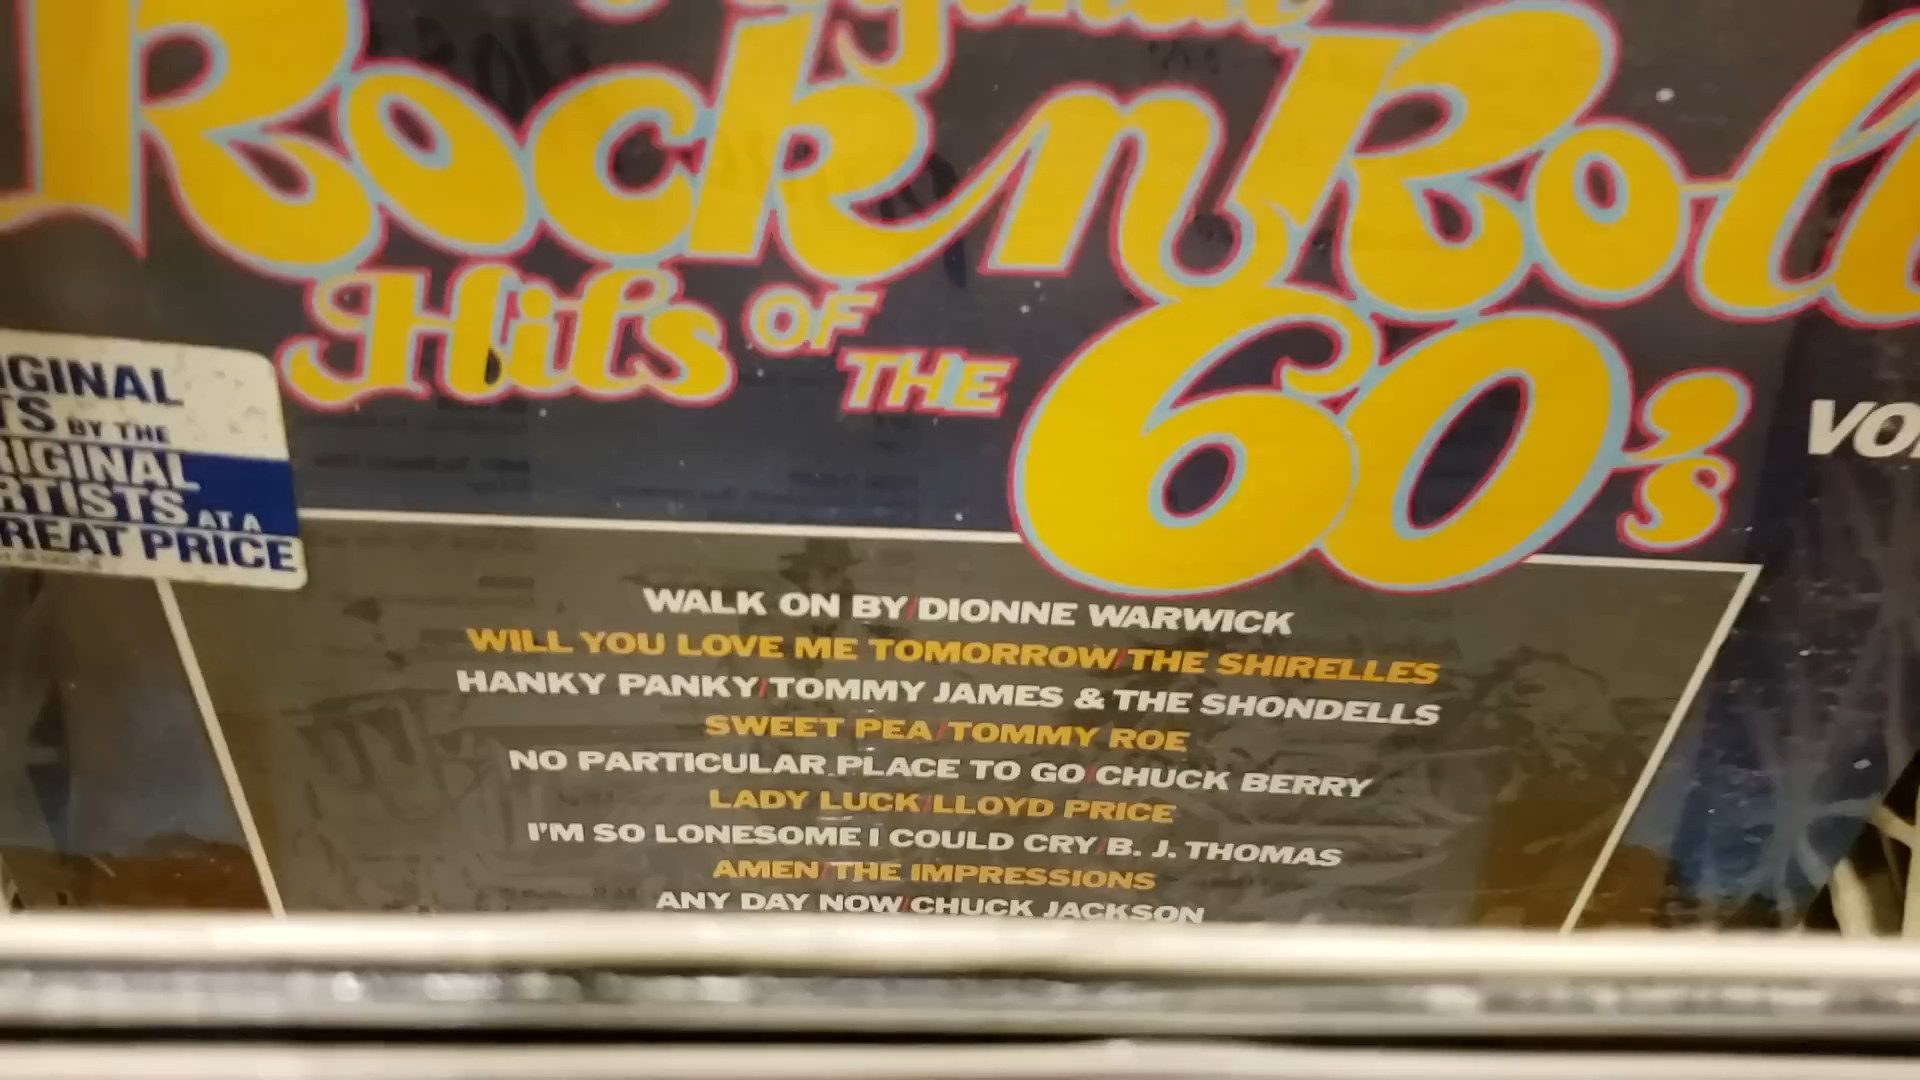 Rock n Roll
Hits OF THE 60's
IGINAL
TS BY THE
RIGINAL
RTISTS AT A
REAT PRICE
WALK ON BY/DIONNE WARWICK
WILL YOU LOVE ME TOMORROW/THE SHIRELLES
HANKY PANKY/TOMMY JAMES & THE SHONDELLS
SWEET PEA/TOMMY ROE
NO PARTICULAR PLACE TO GO/CHUCK BERRY
LADY LUCK/LLOYD PRICE
I'M SO LONESOME I COULD CRY/B. J. THOMAS
AMEN/THE IMPRESSIONS
ANY DAY NOW/CHUCK JACKSON